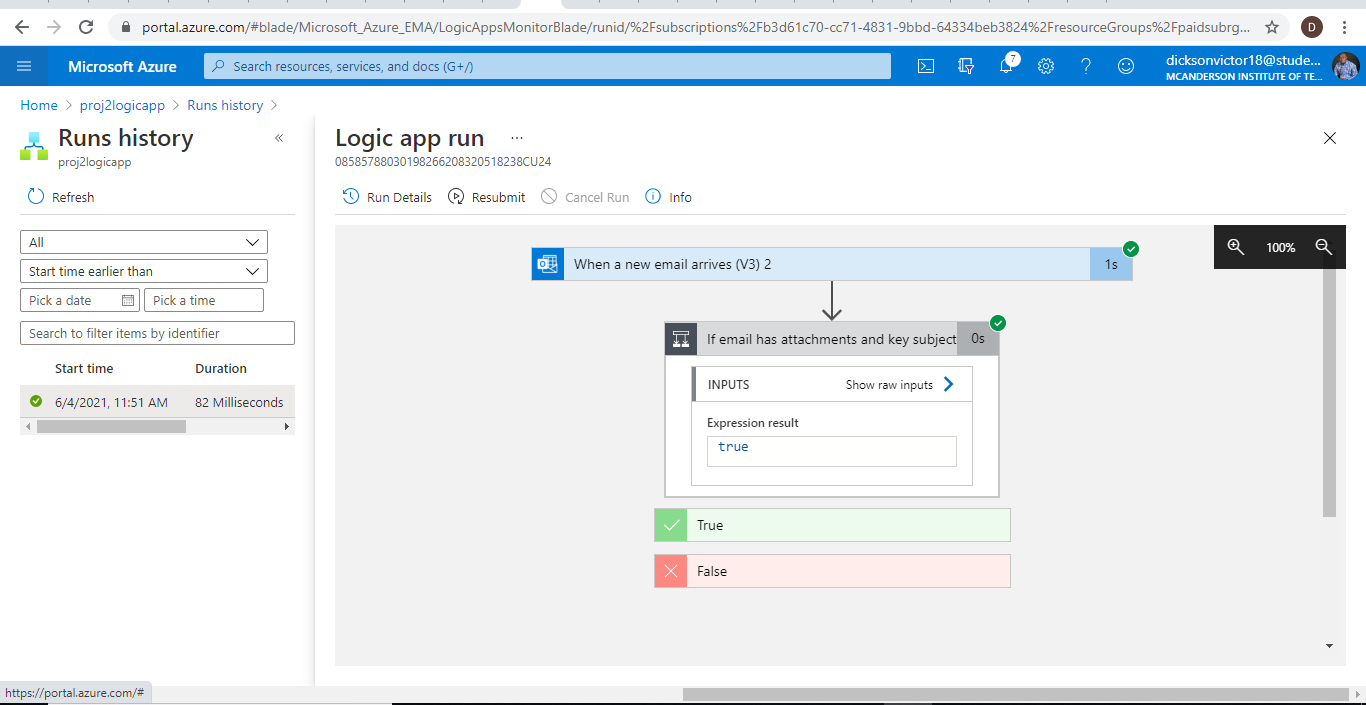 portal.azure.com/#blade/Microsoft_Azure_EMA/LogicAppsMonitorBlade/runid/%2Fsubscriptions%2Fb3d61c70-cc71-4831-9bbd-64334beb3824%2FresourceGroups%2Fpaidsubrg...
D
Microsoft Azure
Search resources, services, and docs (G+/)
7
dicksonvictor18@stude...
MCANDERSON INSTITUTE OF TE...
Home > proj2logicapp > Runs history >
Runs history
proj2logicapp
«
Refresh
All
Start time earlier than
Pick a date
Pick a time
Search to filter items by identifier
Start time Duration
6/4/2021, 11:51 AM 82 Milliseconds
Logic app run ...
08585788030198266208320518238CU24
Run Details Resubmit Cancel Run Info
100%
When a new email arrives (V3) 2 1s
If email has attachments and key subject 0s
INPUTS Show raw inputs
Expression result
true
True
False
https://portal.azure.com/#